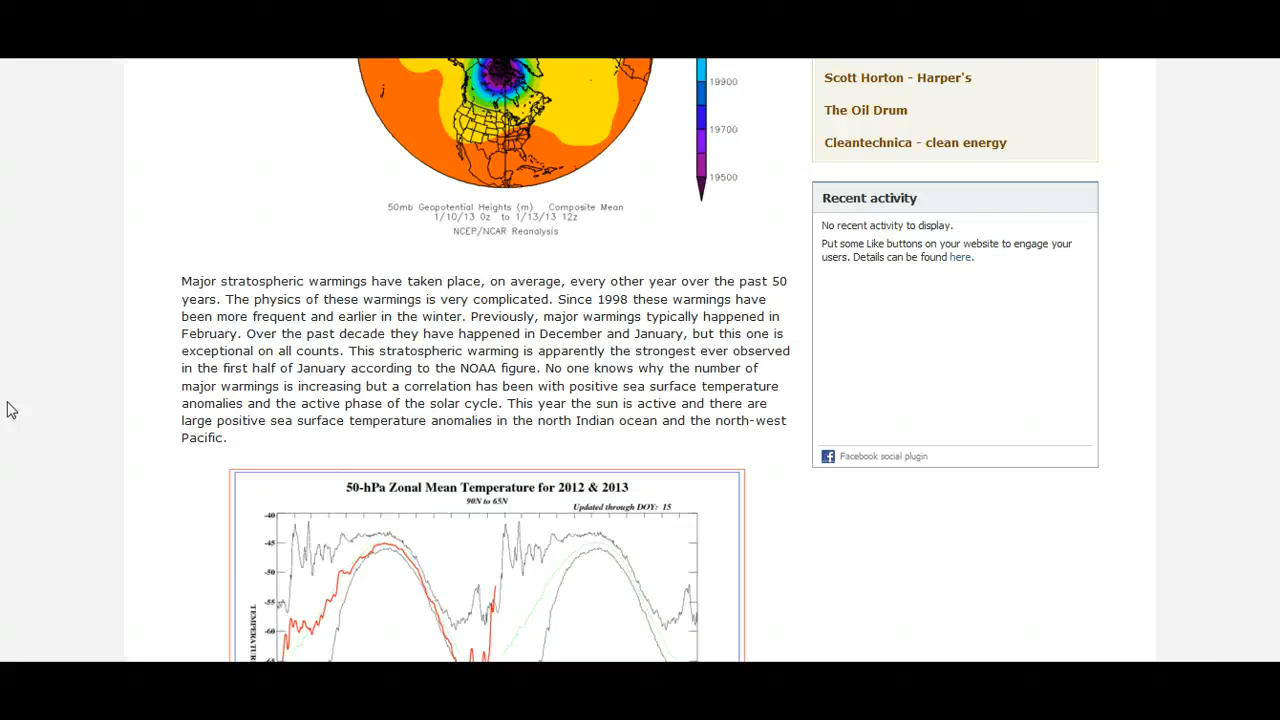 19900
19700
19500
50mb Geopotential Heights (m) Composite Mean
1/10/13 0z to 1/13/13 12z
NCEP/NCAR Reanalysis
Major stratospheric warmings have taken place, on average, every other year over the past 50
years. The physics of these warmings is very complicated. Since 1998 these warmings have
been more frequent and earlier in the winter. Previously, major warmings typically happened in
February. Over the past decade they have happened in December and January, but this one is
exceptional on all counts. This stratospheric warming is apparently the strongest ever observed
in the first half of January according to the NOAA figure. No one knows why the number of
major warmings is increasing but a correlation has been with positive sea surface temperature
anomalies and the active phase of the solar cycle. This year the sun is active and there are
large positive sea surface temperature anomalies in the north Indian ocean and the north-west
Pacific.
50-hPa Zonal Mean Temperature for 2012 & 2013
90N to 65N
Updated through DOY: 15
-40
-45
-50
-55
-60
Scott Horton - Harper's
The Oil Drum
Cleantechnica - clean energy
Recent activity
No recent activity to display.
Put some Like buttons on your website to engage your
users. Details can be found here.
Facebook social plugin